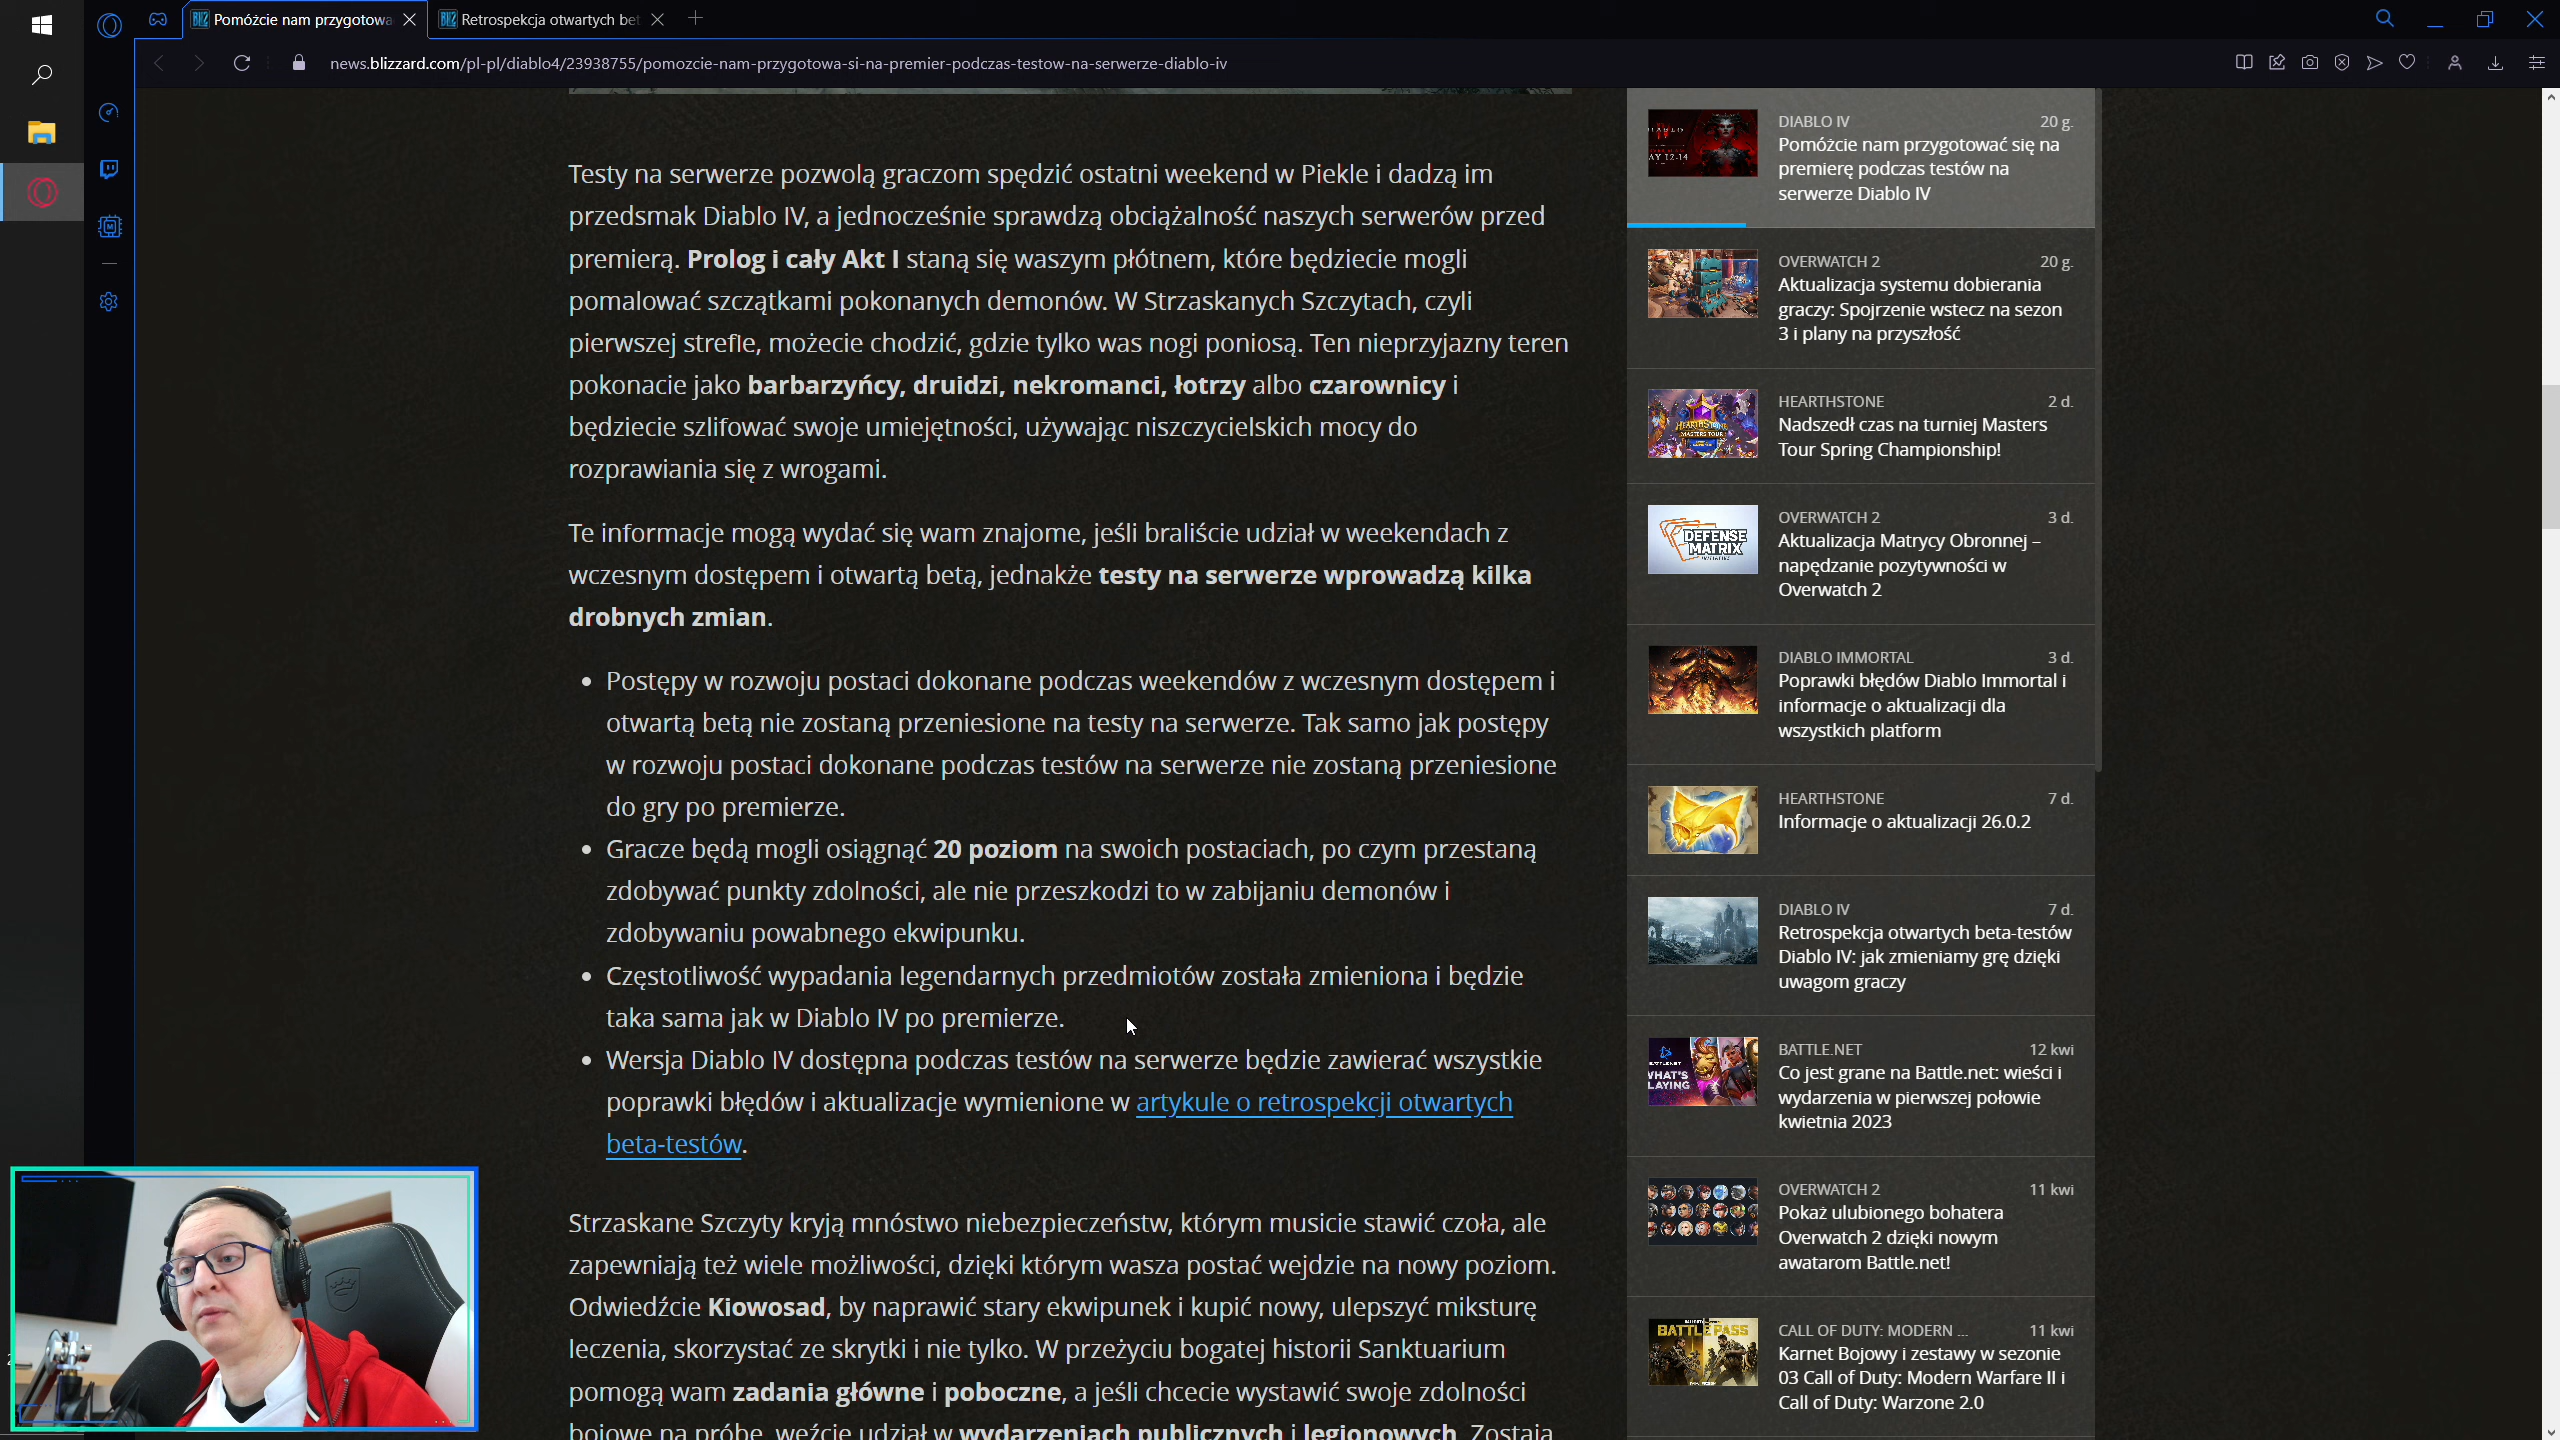 Pomóżcie nam przygotowa
Retrospekcja otwartych bet
news.blizzard.com/pl-pl/diablo4/23938755/pomozcie-nam-przygotowa-si-na-premier-podczas-testow-na-serwerze-diablo-iv
Testy na serwerze pozwolą graczom spędzić ostatni weekend w Piekle i dadzą im
przedsmak Diablo IV, a jednocześnie sprawdzą obciążalność naszych serwerów przed
premierą. Prolog i cały Akt I staną się waszym płótnem, które będziecie mogli
pomalować szczątkami pokonanych demonów. W Strzaskanych Szczytach, czyli
pierwszej strefie, możecie chodzić, gdzie tylko was nogi poniosą. Ten nieprzyjazny teren
pokonacie jako barbarzyńcy, druidzi, nekromanci, łotrzy albo czarownicy i
będziecie szlifować swoje umiejętności, używając niszczycielskich mocy do
rozprawiania się z wrogami.
Te informacje mogą wydać się wam znajome, jeśli braliście udział w weekendach z
wczesnym dostępem i otwartą betą, jednakże testy na serwerze wprowadzą kilka
drobnych zmian.
• Postępy w rozwoju postaci dokonane podczas weekendów z wczesnym dostępem i
otwartą betą nie zostaną przeniesione na testy na serwerze. Tak samo jak postępy
w rozwoju postaci dokonane podczas testów na serwerze nie zostaną przeniesione
do gry po premierze.
• Gracze będą mogli osiągnąć 20 poziom na swoich postaciach, po czym przestaną
zdobywać punkty zdolności, ale nie przeszkodzi to w zabijaniu demonów i
zdobywaniu powabnego ekwipunku.
• Częstotliwość wypadania legendarnych przedmiotów została zmieniona i będzie
taka sama jak w Diablo IV po premierze.
• Wersja Diablo IV dostępna podczas testów na serwerze będzie zawierać wszystkie
poprawki błędów i aktualizacje wymienione w artykule o retrospekcji otwartych
beta-testów.
Strzaskane Szczyty kryją mnóstwo niebezpieczeństw, którym musicie stawić czoła, ale
zapewniają też wiele możliwości, dzięki którym wasza postać wejdzie na nowy poziom.
Odwiedźcie Kiowosad, by naprawić stary ekwipunek i kupić nowy, ulepszyć miksturę
leczenia, skorzystać ze skrytki i nie tylko. W przeżyciu bogatej historii Sanktuarium
pomogą wam zadania główne i poboczne, a jeśli chcecie wystawić swoje zdolności
bojowe na próbę, weźcie udział w wydarzeniach publicznych i legionowych. Zostają
DIABLO IV 20 g.
Pomóżcie nam przygotować się na
premierę podczas testów na
serwerze Diablo IV
OVERWATCH 2 20 g.
Aktualizacja systemu dobierania
graczy: Spojrzenie wstecz na sezon
3 i plany na przyszłość
HEARTHSTONE 2 d.
Nadszedł czas na turniej Masters
Tour Spring Championship!
HEARTHSTONE
MASTERS TOUR
OVERWATCH 2 3 d.
Aktualizacja Matrycy Obronnej –
napędzanie pozytywności w
Overwatch 2
DEFENSE
MATRIX
DIABLO IMMORTAL 3 d.
Poprawki błędów Diablo Immortal i
informacje o aktualizacji dla
wszystkich platform
HEARTHSTONE 7 d.
Informacje o aktualizacji 26.0.2
DIABLO IV 7 d.
Retrospekcja otwartych beta-testów
Diablo IV: jak zmieniamy grę dzięki
uwagom graczy
BATTLE.NET 12 kwi
Co jest grane na Battle.net: wieści i
wydarzenia w pierwszej połowie
kwietnia 2023
OVERWATCH 2 11 kwi
Pokaż ulubionego bohatera
Overwatch 2 dzięki nowym
awatarom Battle.net!
CALL OF DUTY: MODERN ... 11 kwi
Karnet Bojowy i zestawy w sezonie
03 Call of Duty: Modern Warfare II i
Call of Duty: Warzone 2.0
BATTLE PASS